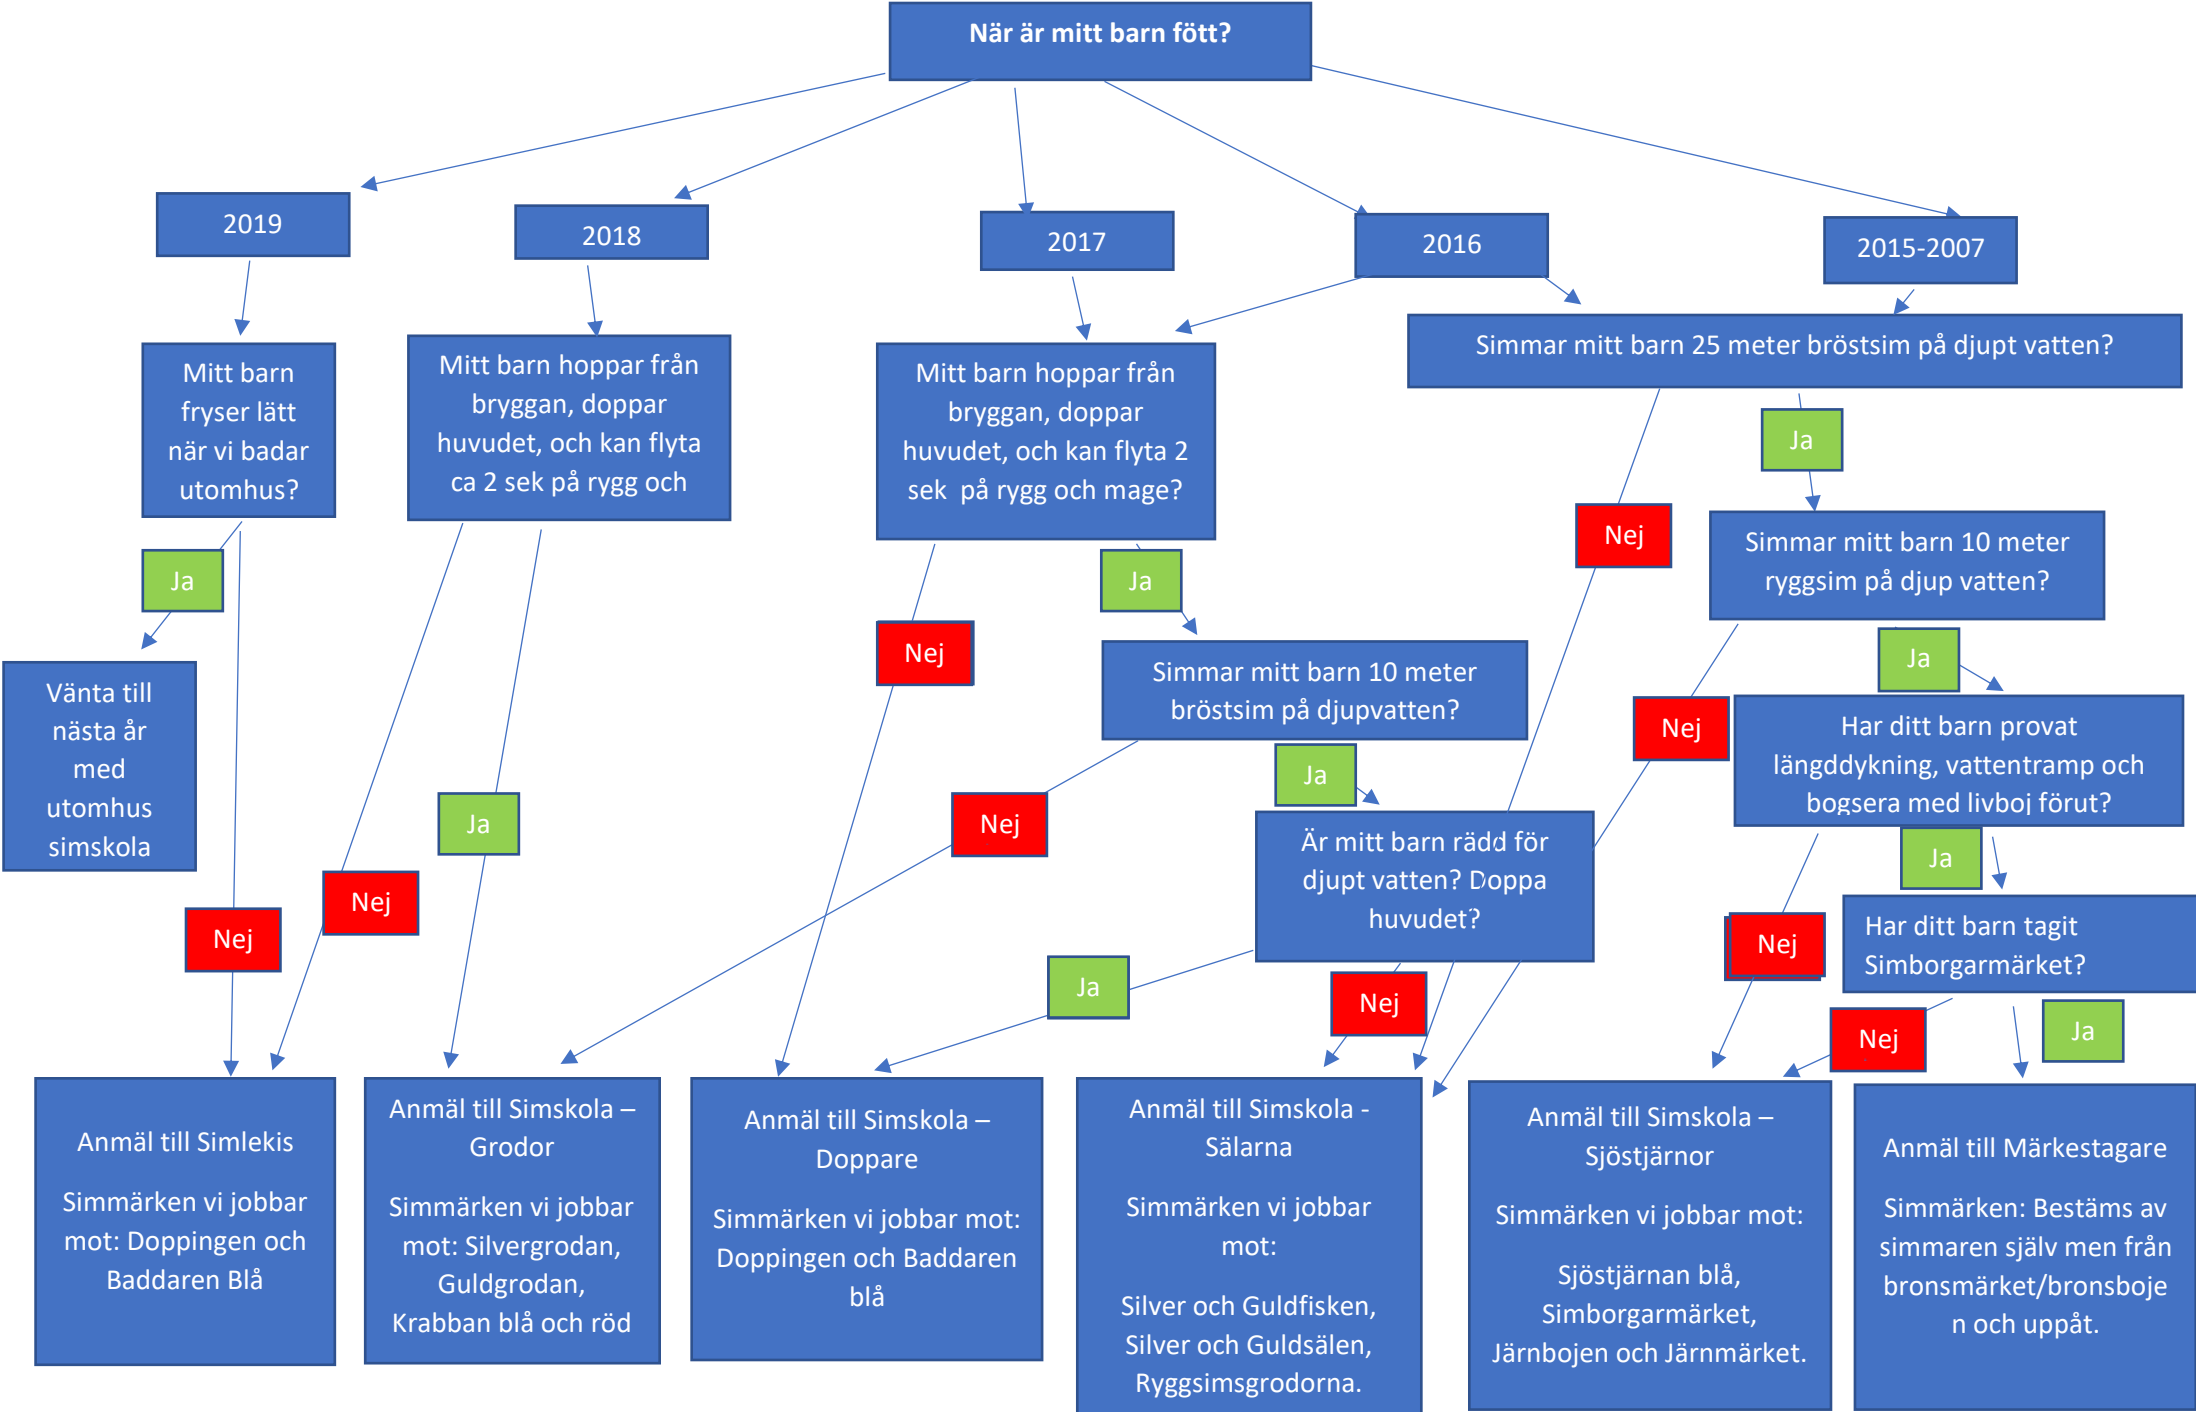 När är mitt barn fött?
2019
2018
2017
2016
2015-2007
Mitt barn
fryser lätt
när vi badar
utomhus?
Mitt barn hoppar från
bryggan, doppar
huvudet, och kan flyta
ca 2 sek på rygg och
Mitt barn hoppar från
bryggan, doppar
huvudet, och kan flyta 2
sek på rygg och mage?
Simmar mitt barn 25 meter bröstsim på djupt vatten?
Ja
Nej
Simmar mitt barn 10 meter
ryggsim på djup vatten?
Ja
Ja
Nej
Simmar mitt barn 10 meter
bröstsim på djupvatten?
Ja
Nej
Vänta till
nästa år
med
utomhus
simskola
Har ditt barn provat
längddykning, vattentramp och
bogsera med livboj förut?
Ja
Ja
Nej
Är mitt barn rädd för
djupt vatten? Doppa
huvudet?
Ja
Nej
Nej
Nej
Har ditt barn tagit
Simborgarmärket?
Ja
Nej
Nej
Ja
Anmäl till Simlekis
Simmärken vi jobbar
mot: Doppingen och
Baddaren Blå
Anmäl till Simskola –
Grodor
Simmärken vi jobbar
mot: Silvergrodan,
Guldgrodan,
Krabban blå och röd
Anmäl till Simskola –
Doppare
Simmärken vi jobbar mot:
Doppingen och Baddaren
blå
Anmäl till Simskola -
Sälarna
Simmärken vi jobbar
mot:
Silver och Guldfisken,
Silver och Guldsälen,
Ryggsimsgrodorna.
Anmäl till Simskola –
Sjöstjärnor
Simmärken vi jobbar mot:
Sjöstjärnan blå,
Simborgarmärket,
Järnbojen och Järnmärket.
Anmäl till Märkestagare
Simmärken: Bestäms av
simmaren själv men från
bronsmärket/bronsboje
n och uppåt.